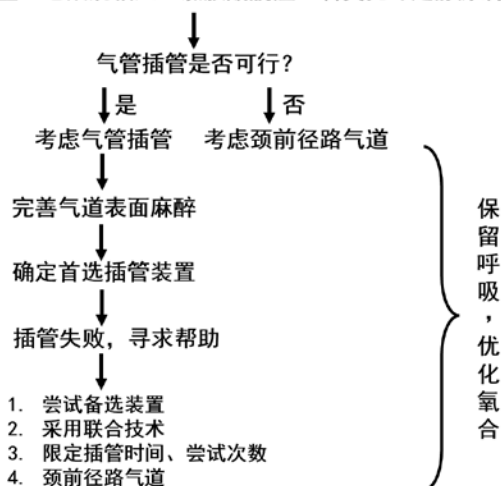 气管插管是否可行？
是
否
考虑气管插管
考虑颈前径路气道
完善气道表面麻醉
确定首选插管装置
插管失败，寻求帮助
1. 尝试备选装置
2. 采用联合技术
3. 限定插管时间、尝试次数
4. 颈前径路气道
保留呼吸，优化氧合